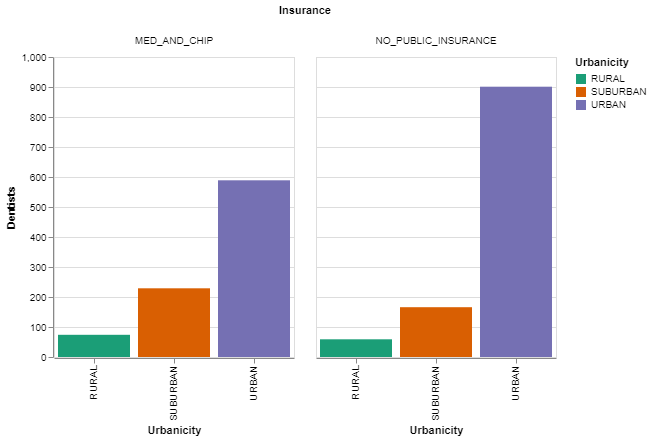 Insurance
MED_AND_CHIP
NO_PUBLIC_INSURANCE
Dentists
1,000
900
800
700
600
500
400
300
200
100
0
RURAL
SUBURBAN
URBAN
RURAL
SUBURBAN
URBAN
Urbanicity
Urbanicity
Urbanicity
RURAL
SUBURBAN
URBAN